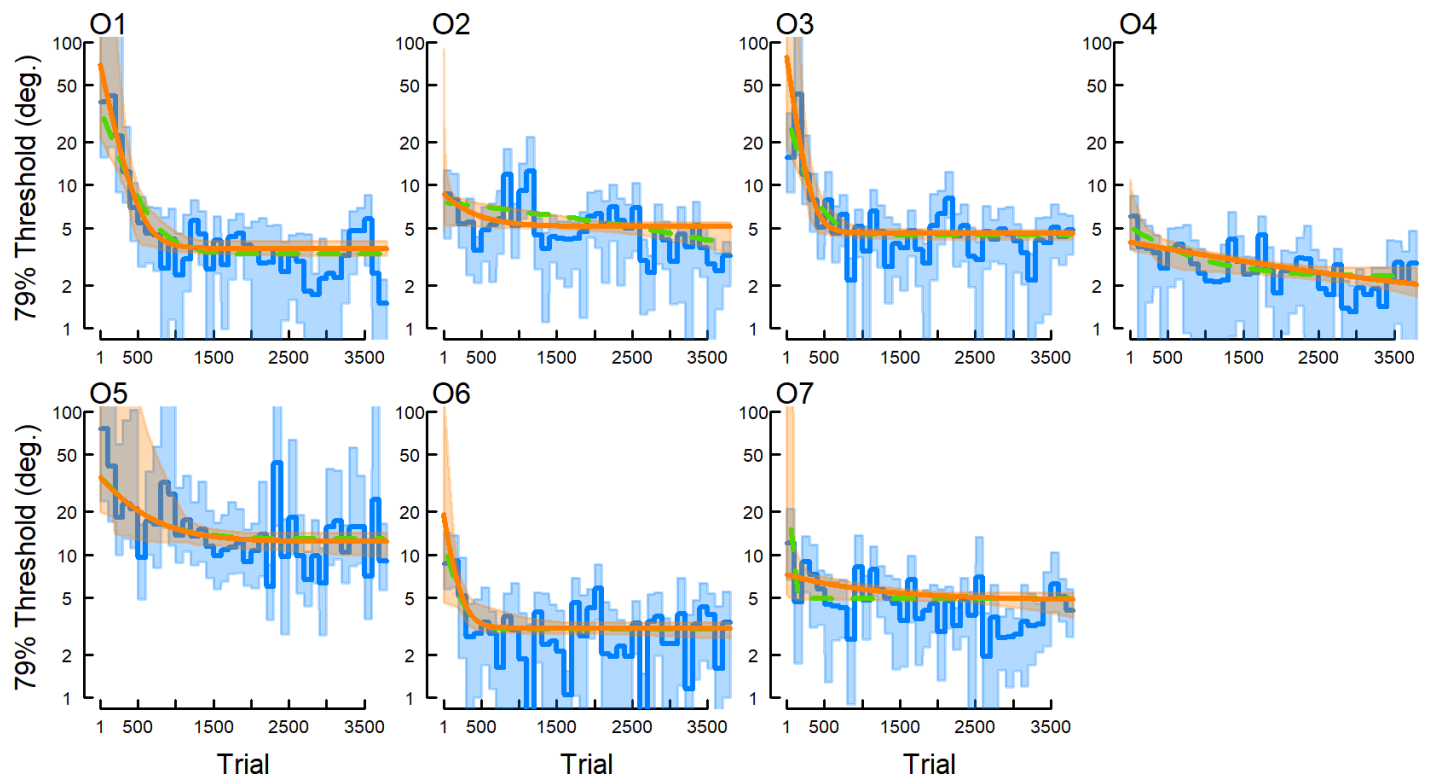 O1 O2 O3 O4
79% Threshold (deg.)
100 100 100 100
50 50 50 50
20 20 20 20
10 10 10 10
5 5 5 5
2 2 2 2
1 1 1 1
1 500 1500 2500 3500 1 500 1500 2500 3500 1 500 1500 2500 3500 1 500 1500 2500 3500
O5 O6 O7
79% Threshold (deg.)
100 100 100
50 50 50
20 20 20
10 10 10
5 5 5
2 2 2
1 1 1
1 500 1500 2500 3500 1 500 1500 2500 3500 1 500 1500 2500 3500
Trial Trial Trial